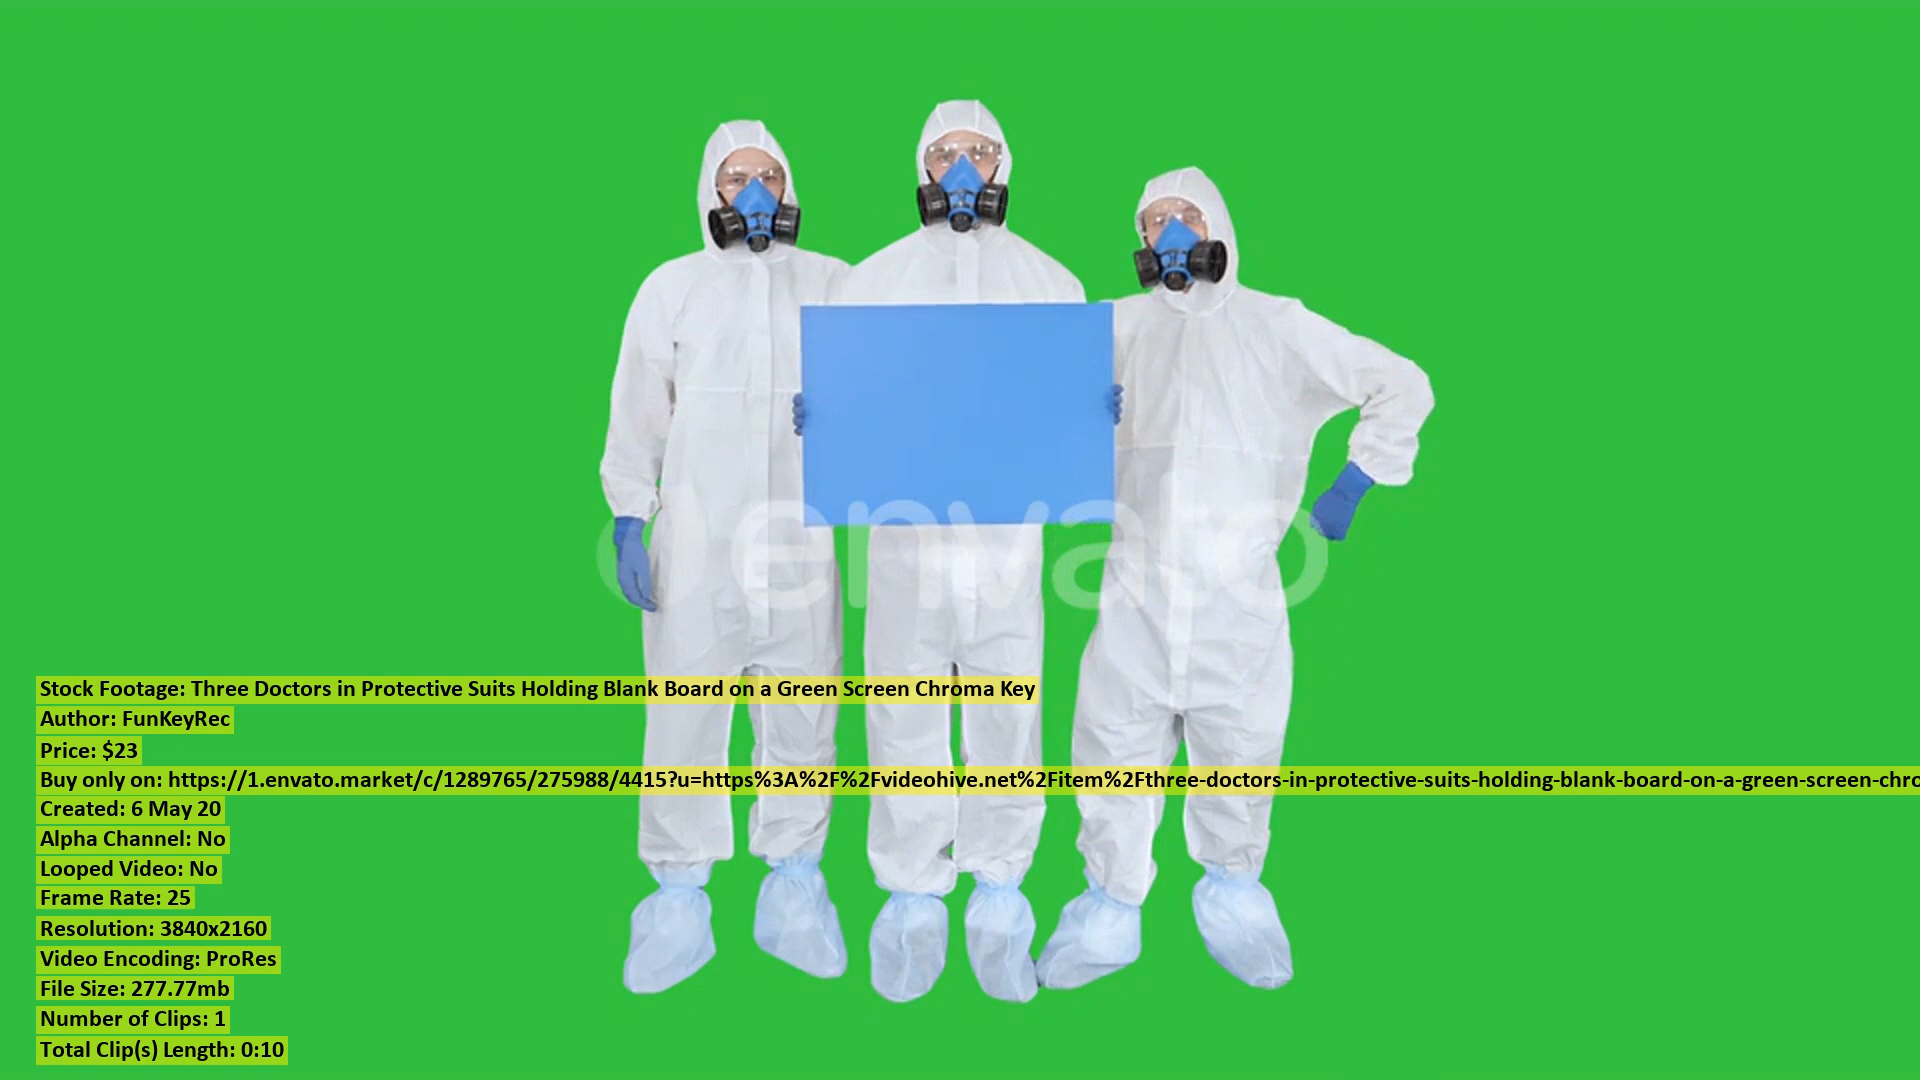 envato
Stock Footage: Three Doctors in Protective Suits Holding Blank Board on a Green Screen Chroma Key
Author: FunKeyRec
Price: $23
Buy only on: https://1.envato.market/c/1289765/275988/4415?u=https%3A%2F%2Fvideohive.net%2Fitem%2Fthree-doctors-in-protective-suits-holding-blank-board-on-a-green-screen-chro
Created: 6 May 20
Alpha Channel: No
Looped Video: No
Frame Rate: 25
Resolution: 3840x2160
Video Encoding: ProRes
File Size: 277.77mb
Number of Clips: 1
Total Clip(s) Length: 0:10